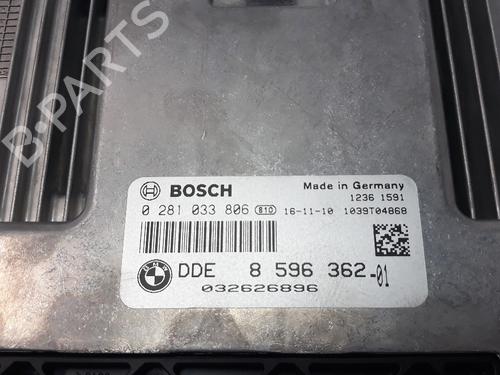 B-PARTS
BOSCH
Made in Germany
1236 1591
0 281 033 806 810 16-11-10 1039T04868
BMW
DDE 8 596 362-01
032626896